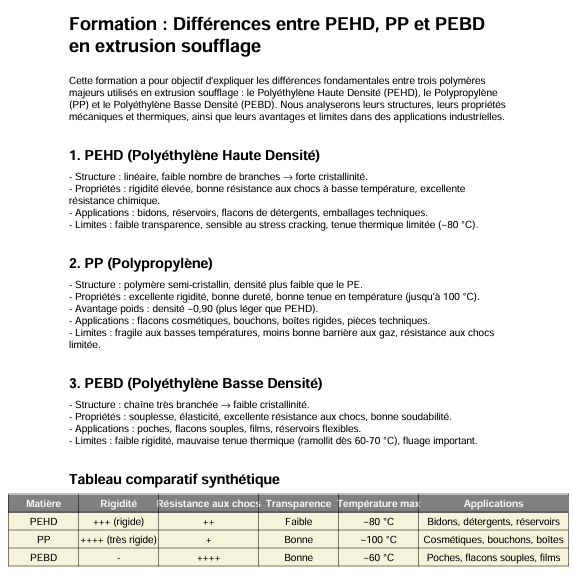 Formation : Différences entre PEHD, PP et PEBD
en extrusion soufflage
Cette formation a pour objectif d'expliquer les différences fondamentales entre trois polymères
majeurs utilisés en extrusion soufflage : le Polyéthylène Haute Densité (PEHD), le Polypropylène
(PP) et le Polyéthylène Basse Densité (PEBD). Nous analyserons leurs structures, leurs propriétés
mécaniques et thermiques, ainsi que leurs avantages et limites dans des applications industrielles.
1. PEHD (Polyéthylène Haute Densité)
- Structure : linéaire, faible nombre de branches → forte cristallinité.
- Propriétés : rigidité élevée, bonne résistance aux chocs à basse température, excellente
résistance chimique.
- Applications : bidons, réservoirs, flacons de détergents, emballages techniques.
- Limites : faible transparence, sensible au stress cracking, tenue thermique limitée (~80 °C).
2. PP (Polypropylène)
- Structure : polymère semi-cristallin, densité plus faible que le PE.
- Propriétés : excellente rigidité, bonne dureté, bonne tenue en température (jusqu'à 100 °C).
- Avantage poids : densité ~0,90 (plus léger que PEHD).
- Applications : flacons cosmétiques, bouchons, boîtes rigides, pièces techniques.
- Limites : fragile aux basses températures, moins bonne barrière aux gaz, résistance aux chocs
limitée.
3. PEBD (Polyéthylène Basse Densité)
- Structure : chaîne très branchée → faible cristallinité.
- Propriétés : souplesse, élasticité, excellente résistance aux chocs, bonne soudabilité.
- Applications : poches, flacons souples, films, réservoirs flexibles.
- Limites : faible rigidité, mauvaise tenue thermique (ramollit dès 60-70 °C), fluage important.
Tableau comparatif synthétique
Matière Rigidité Résistance aux chocs Transparence Température max Applications
PEHD +++ (rigide) ++ Faible ~80 °C Bidons, détergents, réservoirs
PP ++++ (très rigide) + Bonne ~100 °C Cosmétiques, bouchons, boîtes
PEBD - ++++ Bonne ~60 °C Poches, flacons souples, films